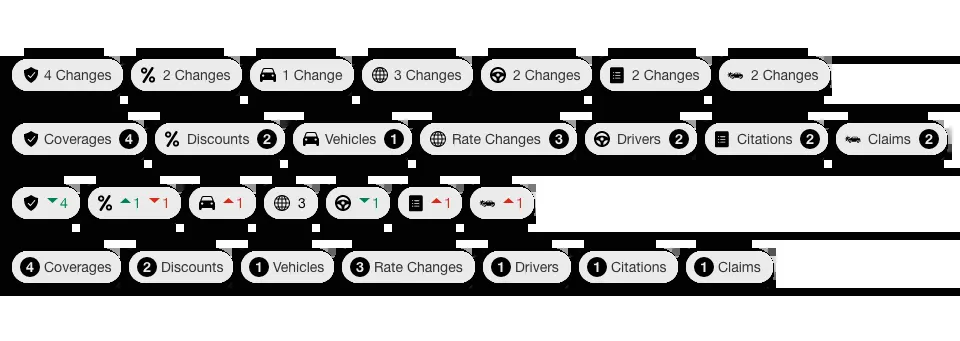 4 Changes 2 Changes 1 Change 3 Changes 2 Changes 2 Changes 2 Changes
Coverages 4 Discounts 2 Vehicles 1 Rate Changes 3 Drivers 2 Citations 2 Claims 2
4 1 1 1 3 1 1 1
4 Coverages 2 Discounts 1 Vehicles 3 Rate Changes 1 Drivers 1 Citations 1 Claims